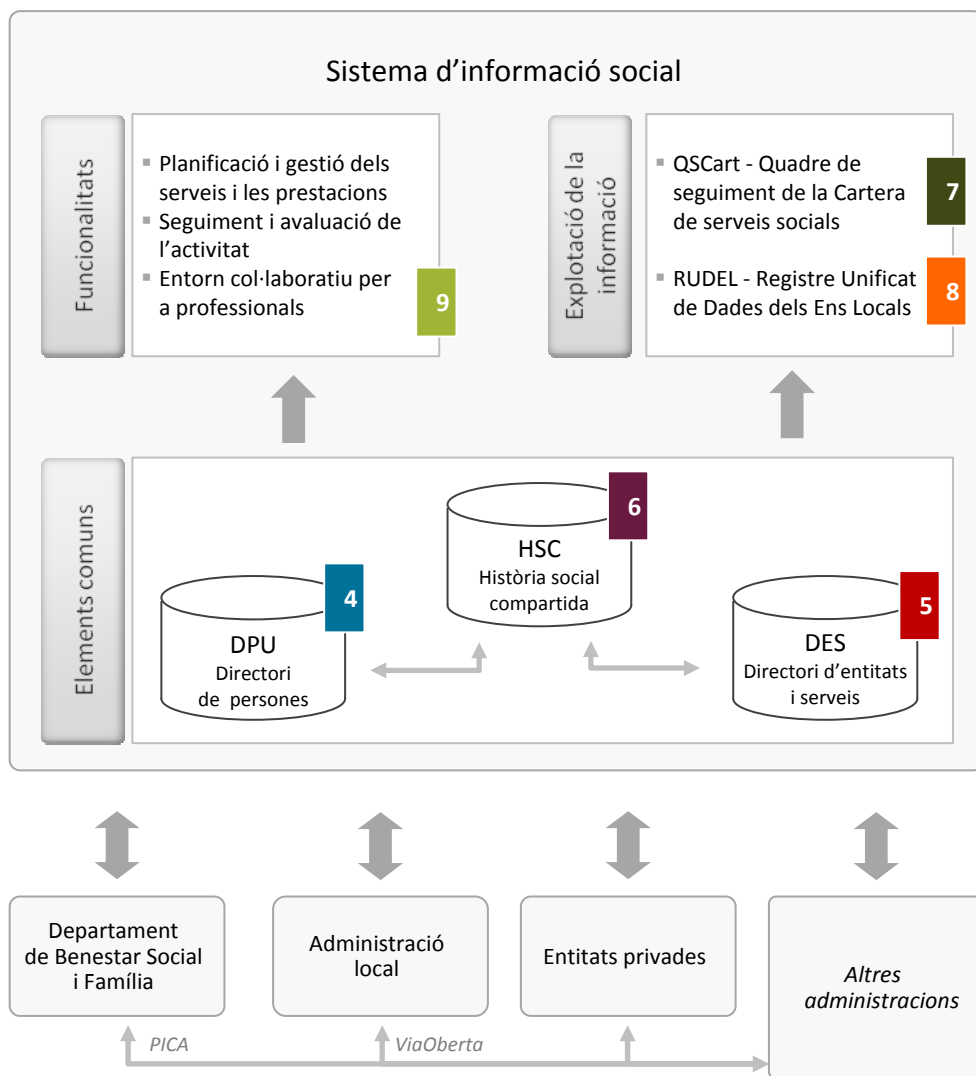 Sistema d’informació social
Funcionalitats
▪ Planificació i gestió dels
serveis i les prestacions
▪ Seguiment i avaluació de
l’activitat
▪ Entorn col·laboratiu per
a professionals
9
Explotació de la
informació
▪ QSCart - Quadre de
seguiment de la Cartera
de serveis socials
7
▪ RUDEL - Registre Unificat
de Dades dels Ens Locals
8
Elements comuns
6
HSC
Història social
compartida
4
DPU
Directori
de persones
5
DES
Directori d’entitats
i serveis
Departament
de Benestar Social
i Família
Administració
local
Entitats privades
Altres
administracions
PICA
ViaOberta